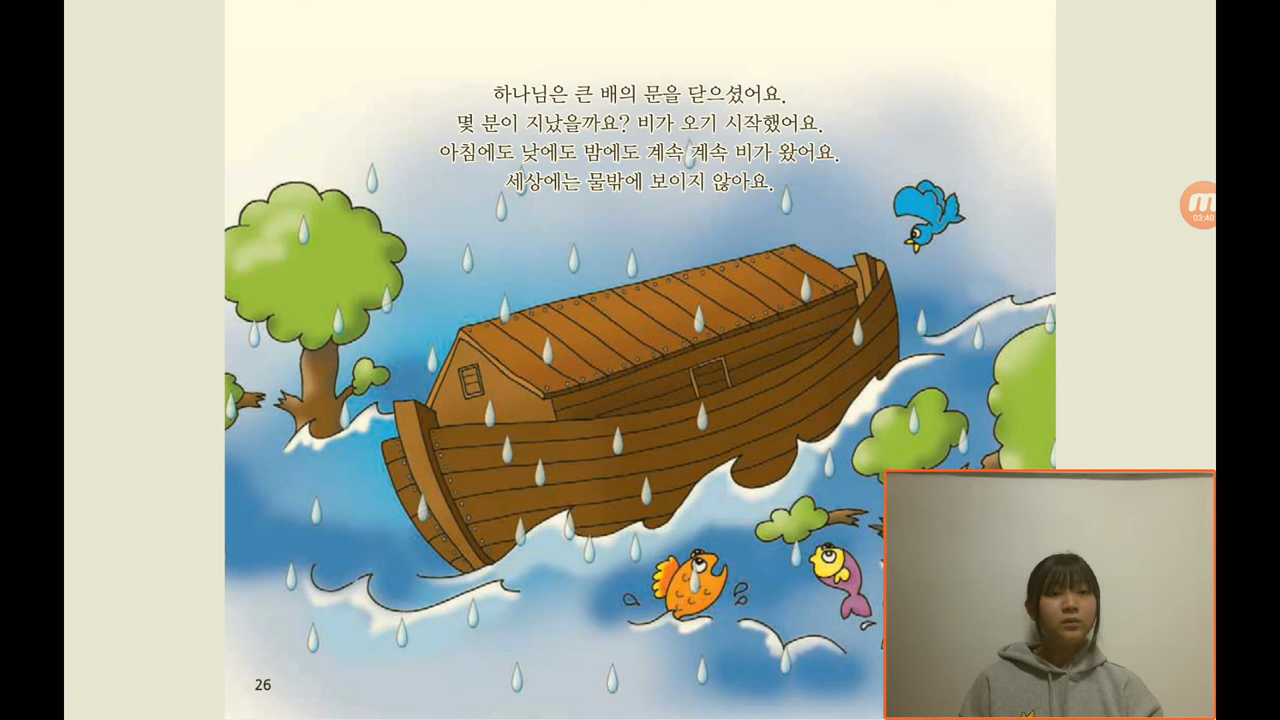 하나님은 큰 배의 문을 닫으셨어요.
몇 분이 지났을까요? 비가 오기 시작했어요.
아침에도 낮에도 밤에도 계속 계속 비가 왔어요.
세상에는 물밖에 보이지 않아요.
03:40
26